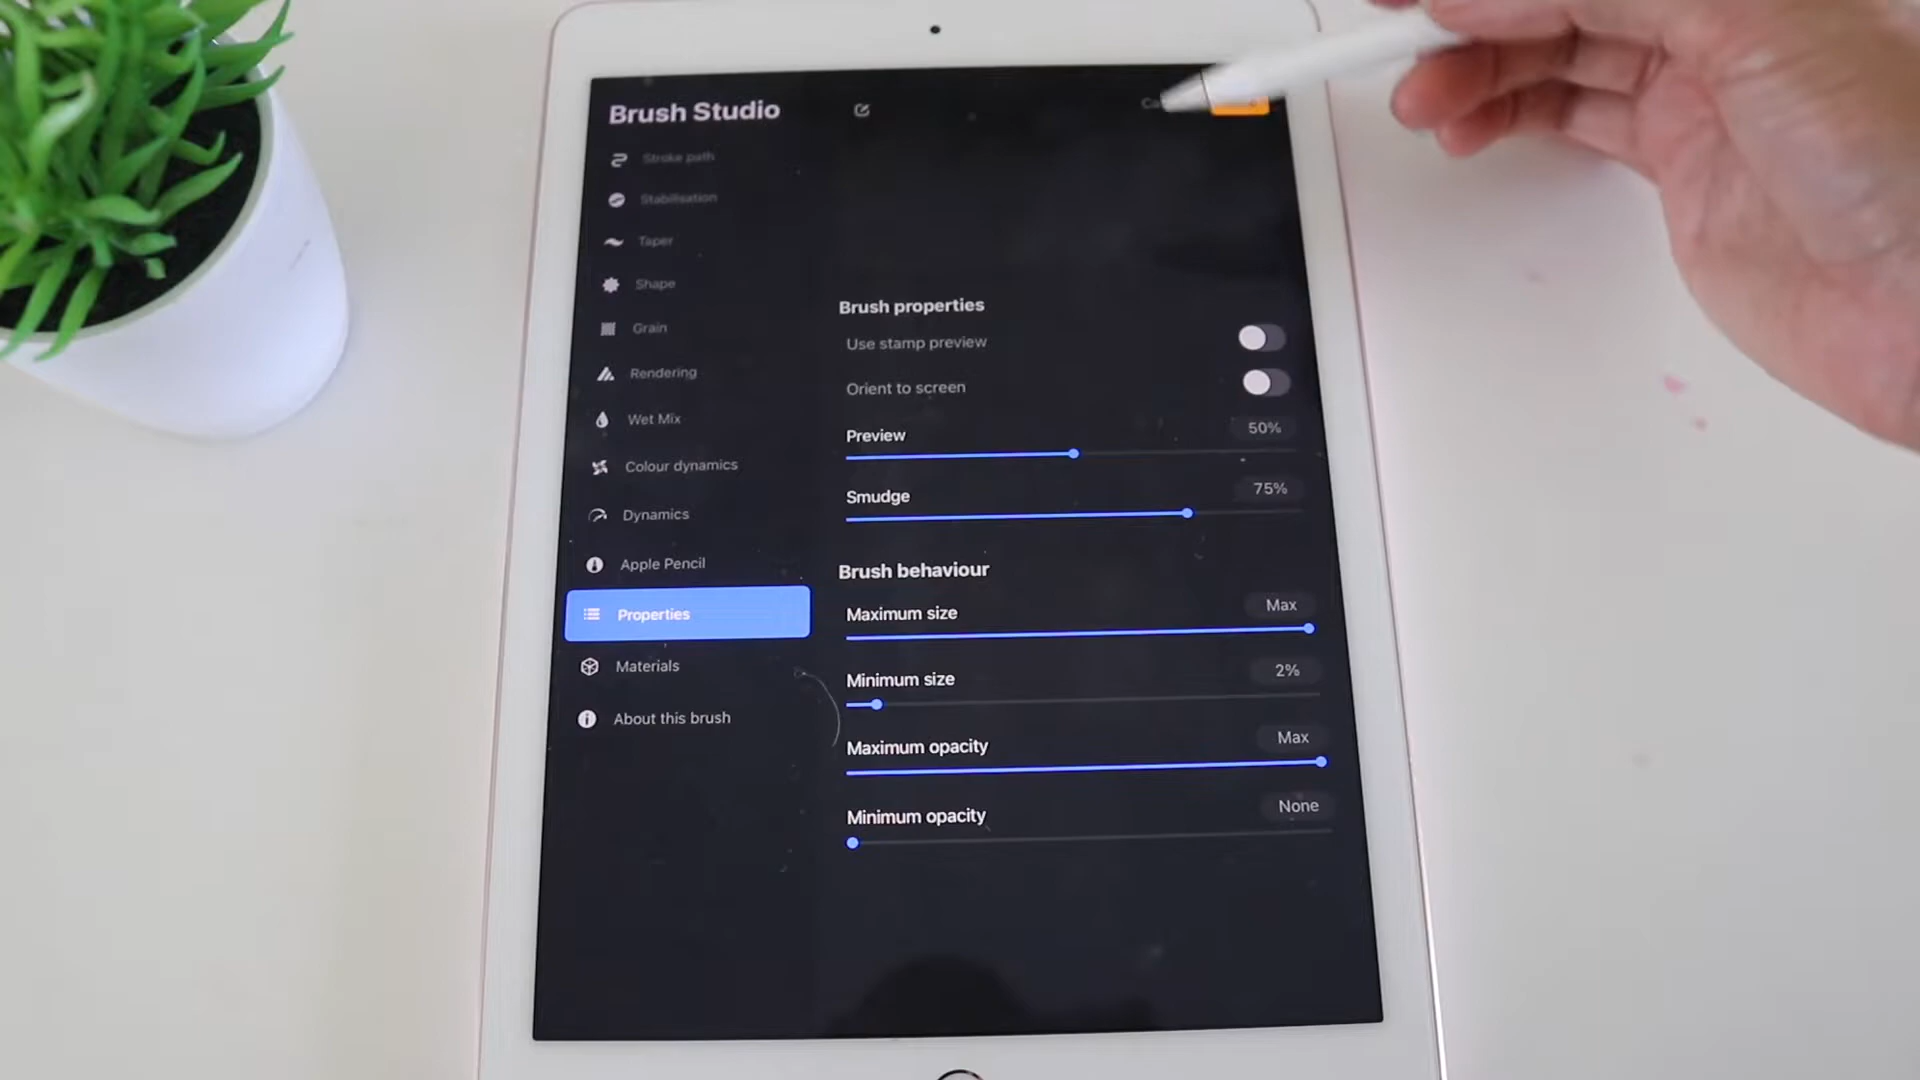 Brush Studio
Stroke path
Stabilisation
Taper
Shape
Grain
Rendering
Wet Mix
Colour dynamics
Dynamics
Apple Pencil
Properties
Materials
About this brush
Brush properties
Use stamp preview
Orient to screen
Preview 50%
Smudge 75%
Brush behaviour
Maximum size Max
Minimum size 2%
Maximum opacity Max
Minimum opacity None